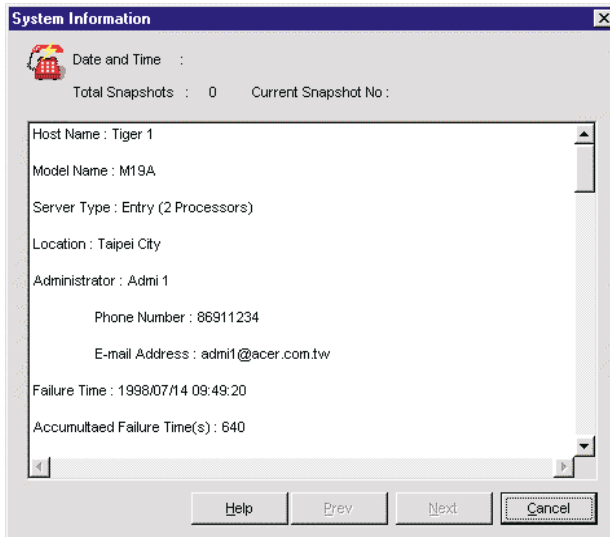 System Information
Date and Time :
Total Snapshots : 0 Current Snapshot No :
Host Name : Tiger 1
Model Name : M19A
Server Type : Entry (2 Processors)
Location : Taipei City
Administrator : Admi 1
Phone Number : 86911234
E-mail Address : admi1@acer.com.tw
Failure Time : 1998/07/14 09:49:20
Accumultaed Failure Time(s) : 640
Help Prev Next Cancel